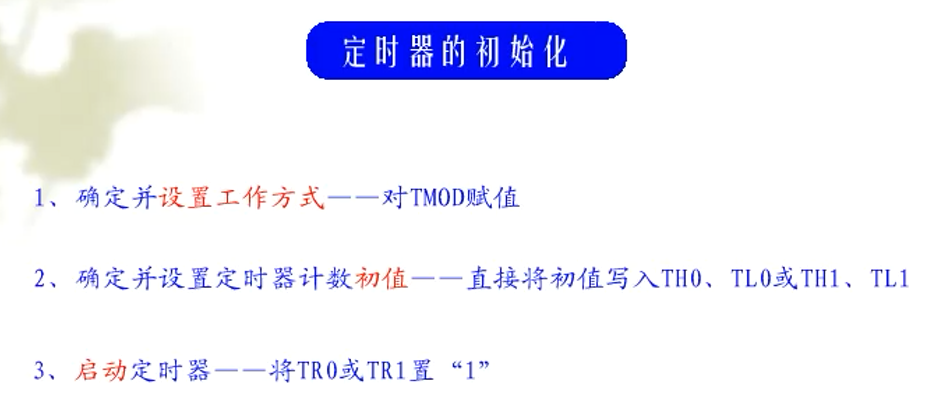 定时器的初始化
1、确定并设置工作方式——对TMOD赋值
2、确定并设置定时器计数初值——直接将初值写入TH0、TL0或TH1、TL1
3、启动定时器——将TR0或TR1置“1”